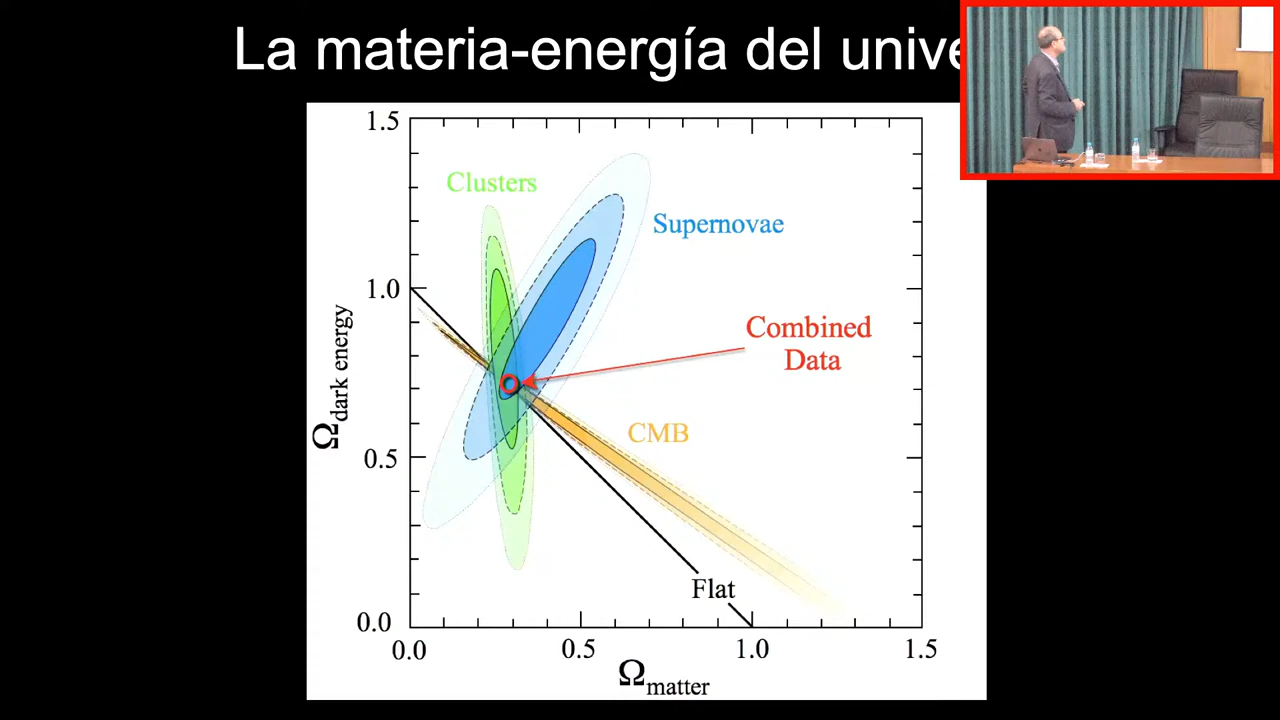 La materia-energía del unive
1.5
Clusters
Supernovae
1.0
Combined
Data
Ωdark energy
CMB
0.5
Flat
0.0
0.0
0.5
1.0
1.5
Ωmatter